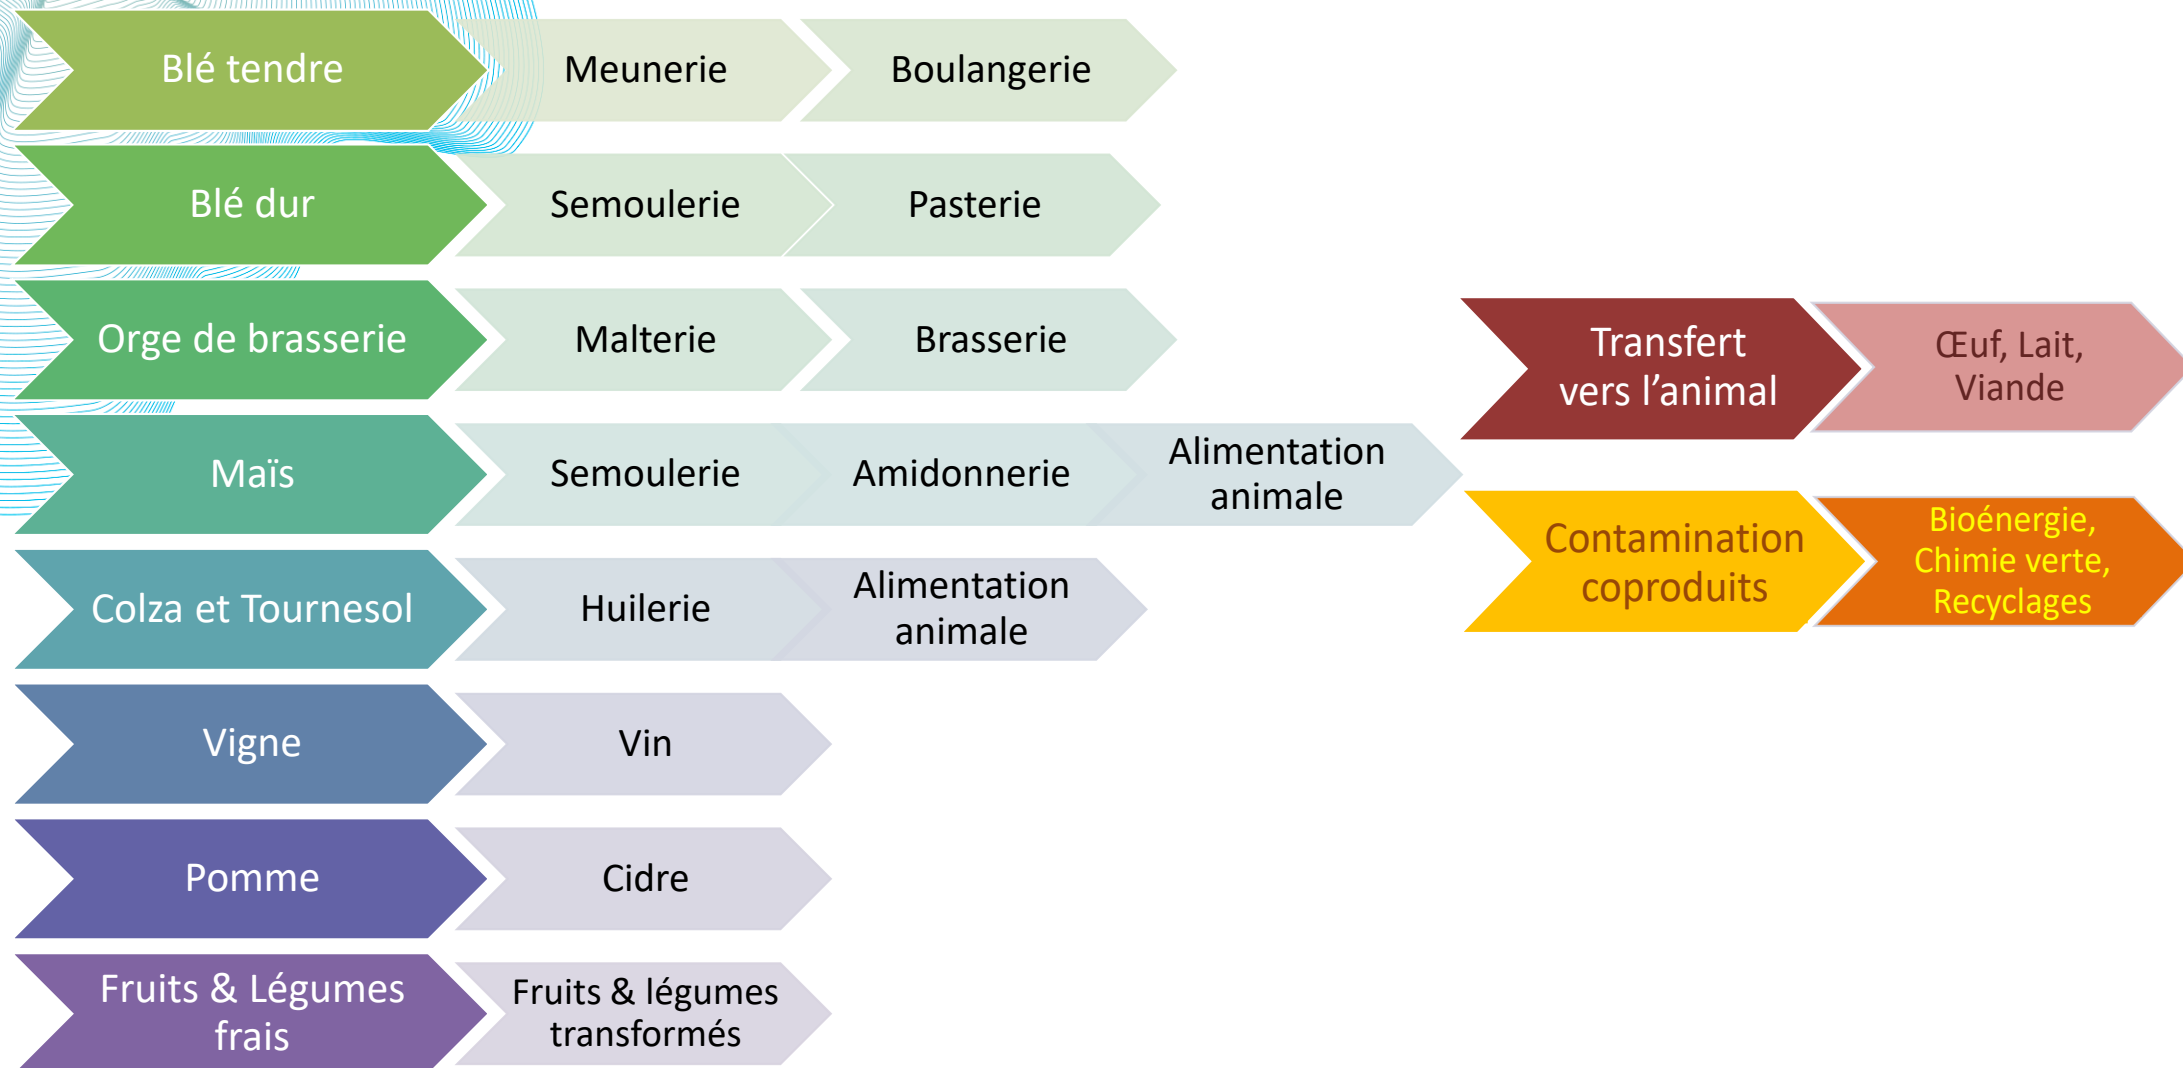 Blé tendre
Meunerie
Boulangerie
Blé dur
Semoulerie
Pasterie
Orge de brasserie
Malterie
Brasserie
Maïs
Semoulerie
Amidonnerie
Alimentation
animale
Colza et Tournesol
Huilerie
Alimentation
animale
Vigne
Vin
Pomme
Cidre
Fruits & Légumes
frais
Fruits & légumes
transformés
Transfert
vers l’animal
Œuf, Lait,
Viande
Contamination
coproduits
Bioénergie,
Chimie verte,
Recyclages